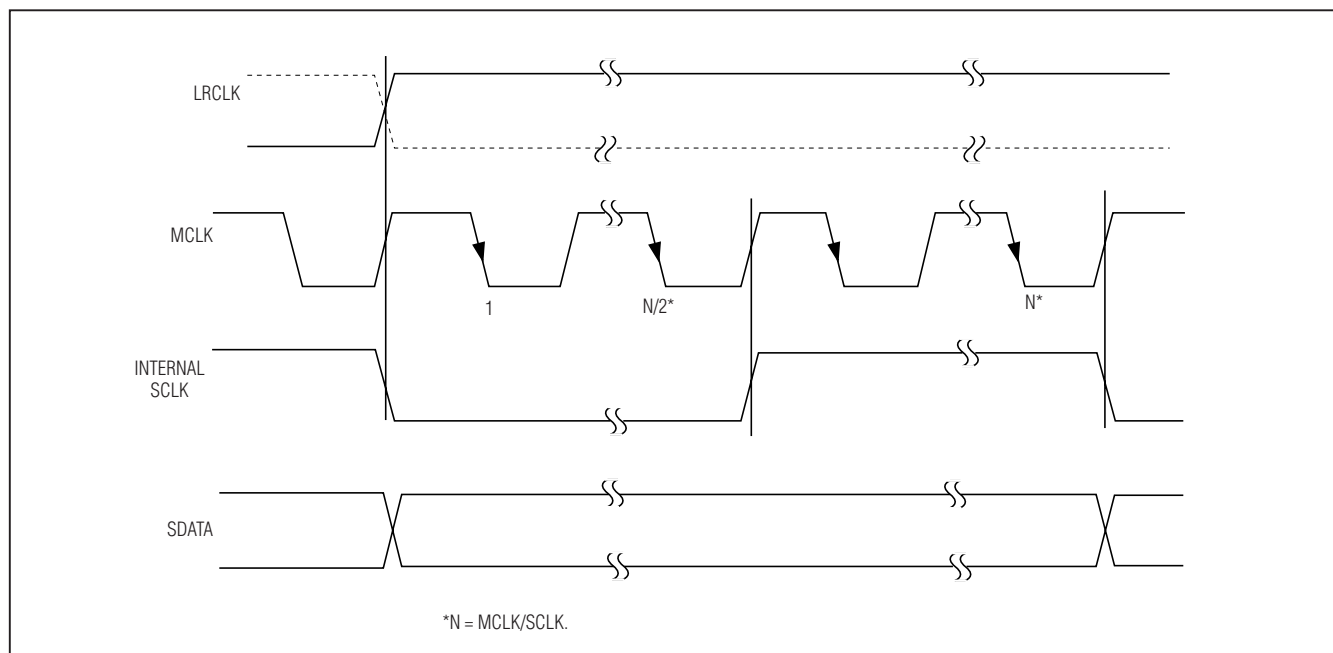 LRCLK
MCLK
1
N/2*
N*
INTERNAL
SCLK
SDATA
*N = MCLK/SCLK.